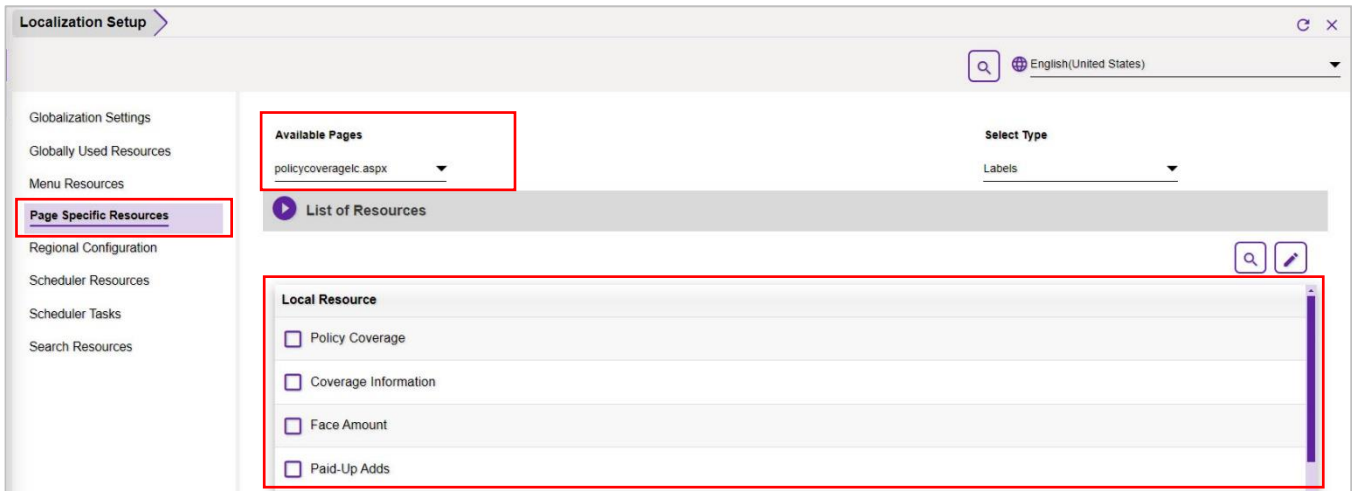 Localization Setup
English(United States)
Globalization Settings
Globally Used Resources
Menu Resources
Page Specific Resources
Regional Configuration
Scheduler Resources
Scheduler Tasks
Search Resources
Available Pages
policycoveragelc.aspx
Select Type
Labels
List of Resources
Local Resource
Policy Coverage
Coverage Information
Face Amount
Paid-Up Adds